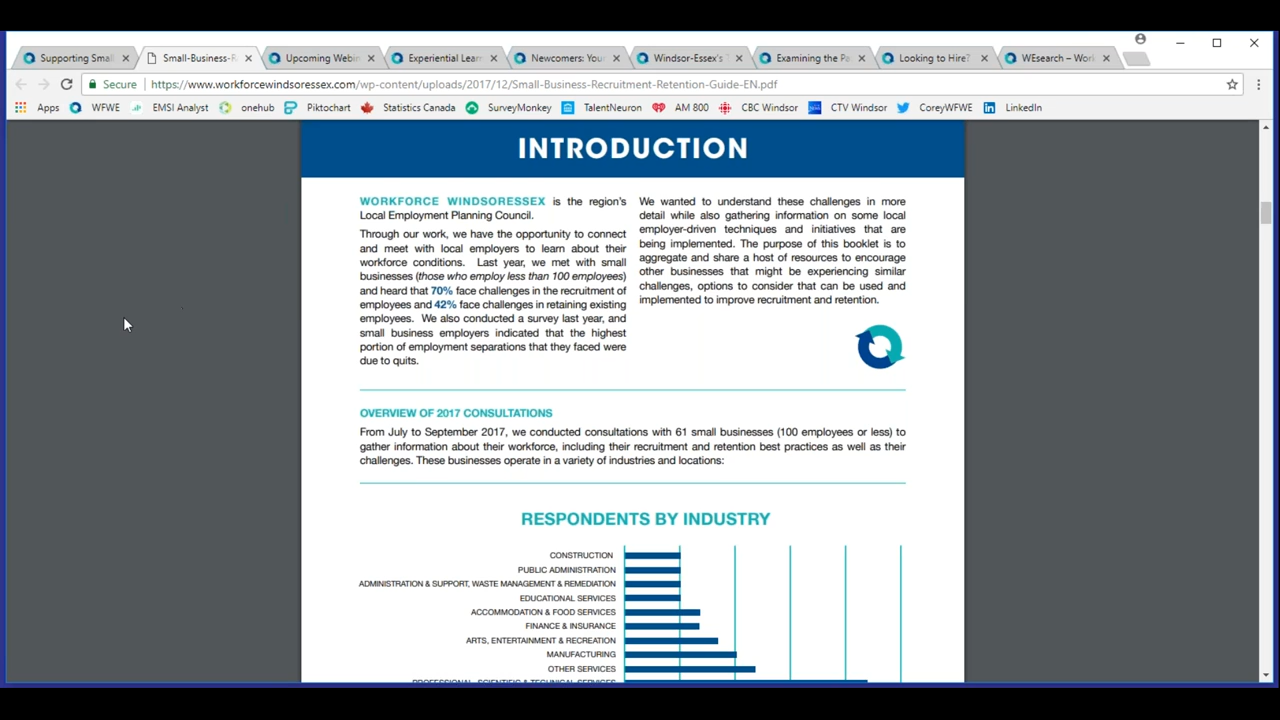 Supporting Smal
Small-Business-R
Upcoming Webin
Experiential Learn
Newcomers: Your
Windsor-Essex's
Examining the Pa
Looking to Hire?
WEsearch – Work
Secure
https://www.workforcewindsoressex.com/wp-content/uploads/2017/12/Small-Business-Recruitment-Retention-Guide-EN.pdf
Apps
WFWE
EMSI Analyst
onehub
Piktochart
Statistics Canada
SurveyMonkey
TalentNeuron
AM 800
CBC Windsor
CTV Windsor
CoreyWFWE
LinkedIn
INTRODUCTION
WORKFORCE WINDSORESSEX is the region's
Local Employment Planning Council.
Through our work, we have the opportunity to connect
and meet with local employers to learn about their
workforce conditions. Last year, we met with small
businesses (those who employ less than 100 employees)
and heard that 70% face challenges in the recruitment of
employees and 42% face challenges in retaining existing
employees. We also conducted a survey last year, and
small business employers indicated that the highest
portion of employment separations that they faced were
due to quits.
We wanted to understand these challenges in more
detail while also gathering information on some local
employer-driven techniques and initiatives that are
being implemented. The purpose of this booklet is to
aggregate and share a host of resources to encourage
other businesses that might be experiencing similar
challenges, options to consider that can be used and
implemented to improve recruitment and retention.
OVERVIEW OF 2017 CONSULTATIONS
From July to September 2017, we conducted consultations with 61 small businesses (100 employees or less) to
gather information about their workforce, including their recruitment and retention best practices as well as their
challenges. These businesses operate in a variety of industries and locations:
RESPONDENTS BY INDUSTRY
CONSTRUCTION
PUBLIC ADMINISTRATION
ADMINISTRATION & SUPPORT, WASTE MANAGEMENT & REMEDIATION
EDUCATIONAL SERVICES
ACCOMMODATION & FOOD SERVICES
FINANCE & INSURANCE
ARTS, ENTERTAINMENT & RECREATION
MANUFACTURING
OTHER SERVICES
PROFESSIONAL, SCIENTIFIC & TECHNICAL SERVICES